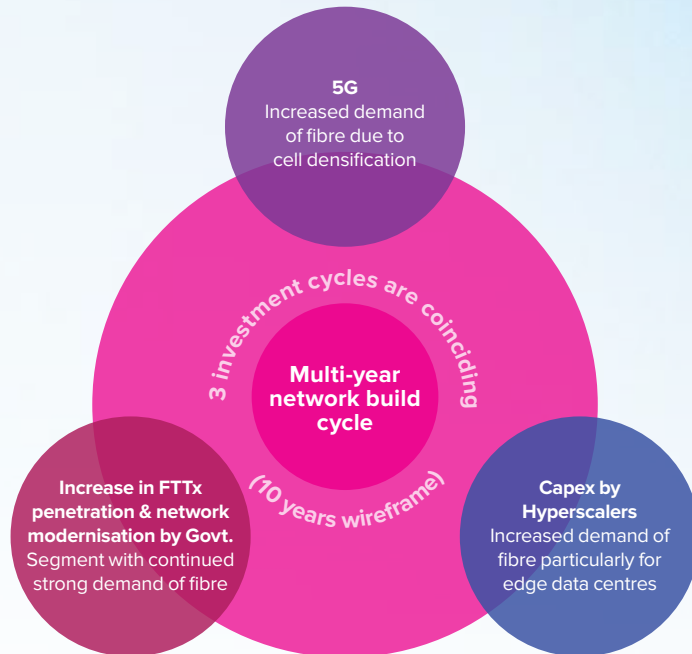 5G
Increased demand
of fibre due to
cell densification
3 investment cycles are coinciding
Multi-year
network build
cycle
(10 years wireframe)
Increase in FTTx
penetration & network
modernisation by Govt.
Segment with continued
strong demand of fibre
Capex by
Hyperscalers
Increased demand of
fibre particularly for
edge data centres